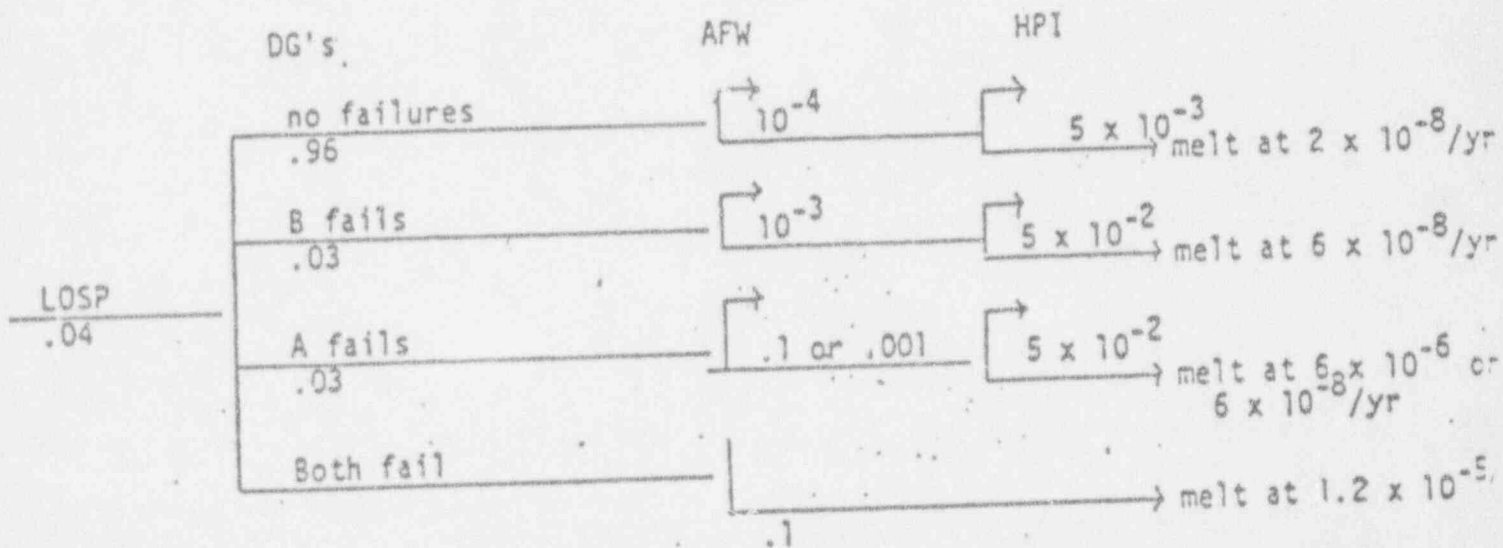 DG's. AFW HPI
no failures 10⁻⁴ 5 x 10⁻³
.96 melt at 2 x 10⁻⁸/yr
B fails 10⁻³ 5 x 10⁻²
.03 melt at 6 x 10⁻⁸/yr
LOSP
.04
A fails .1 or .001 5 x 10⁻²
.03 melt at 6 x 10⁻⁶ or
6 x 10⁻⁸/yr
Both fail melt at 1.2 x 10⁻⁵
.1